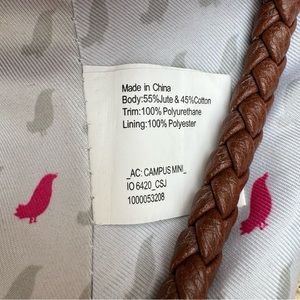 Made in China
Body:55%Jute & 45%Cotton
Trim:100% Polyurethane
Lining:100% Polyester
_AC: CAMPUS MINI_
IO 6420_CSJ
1000053208